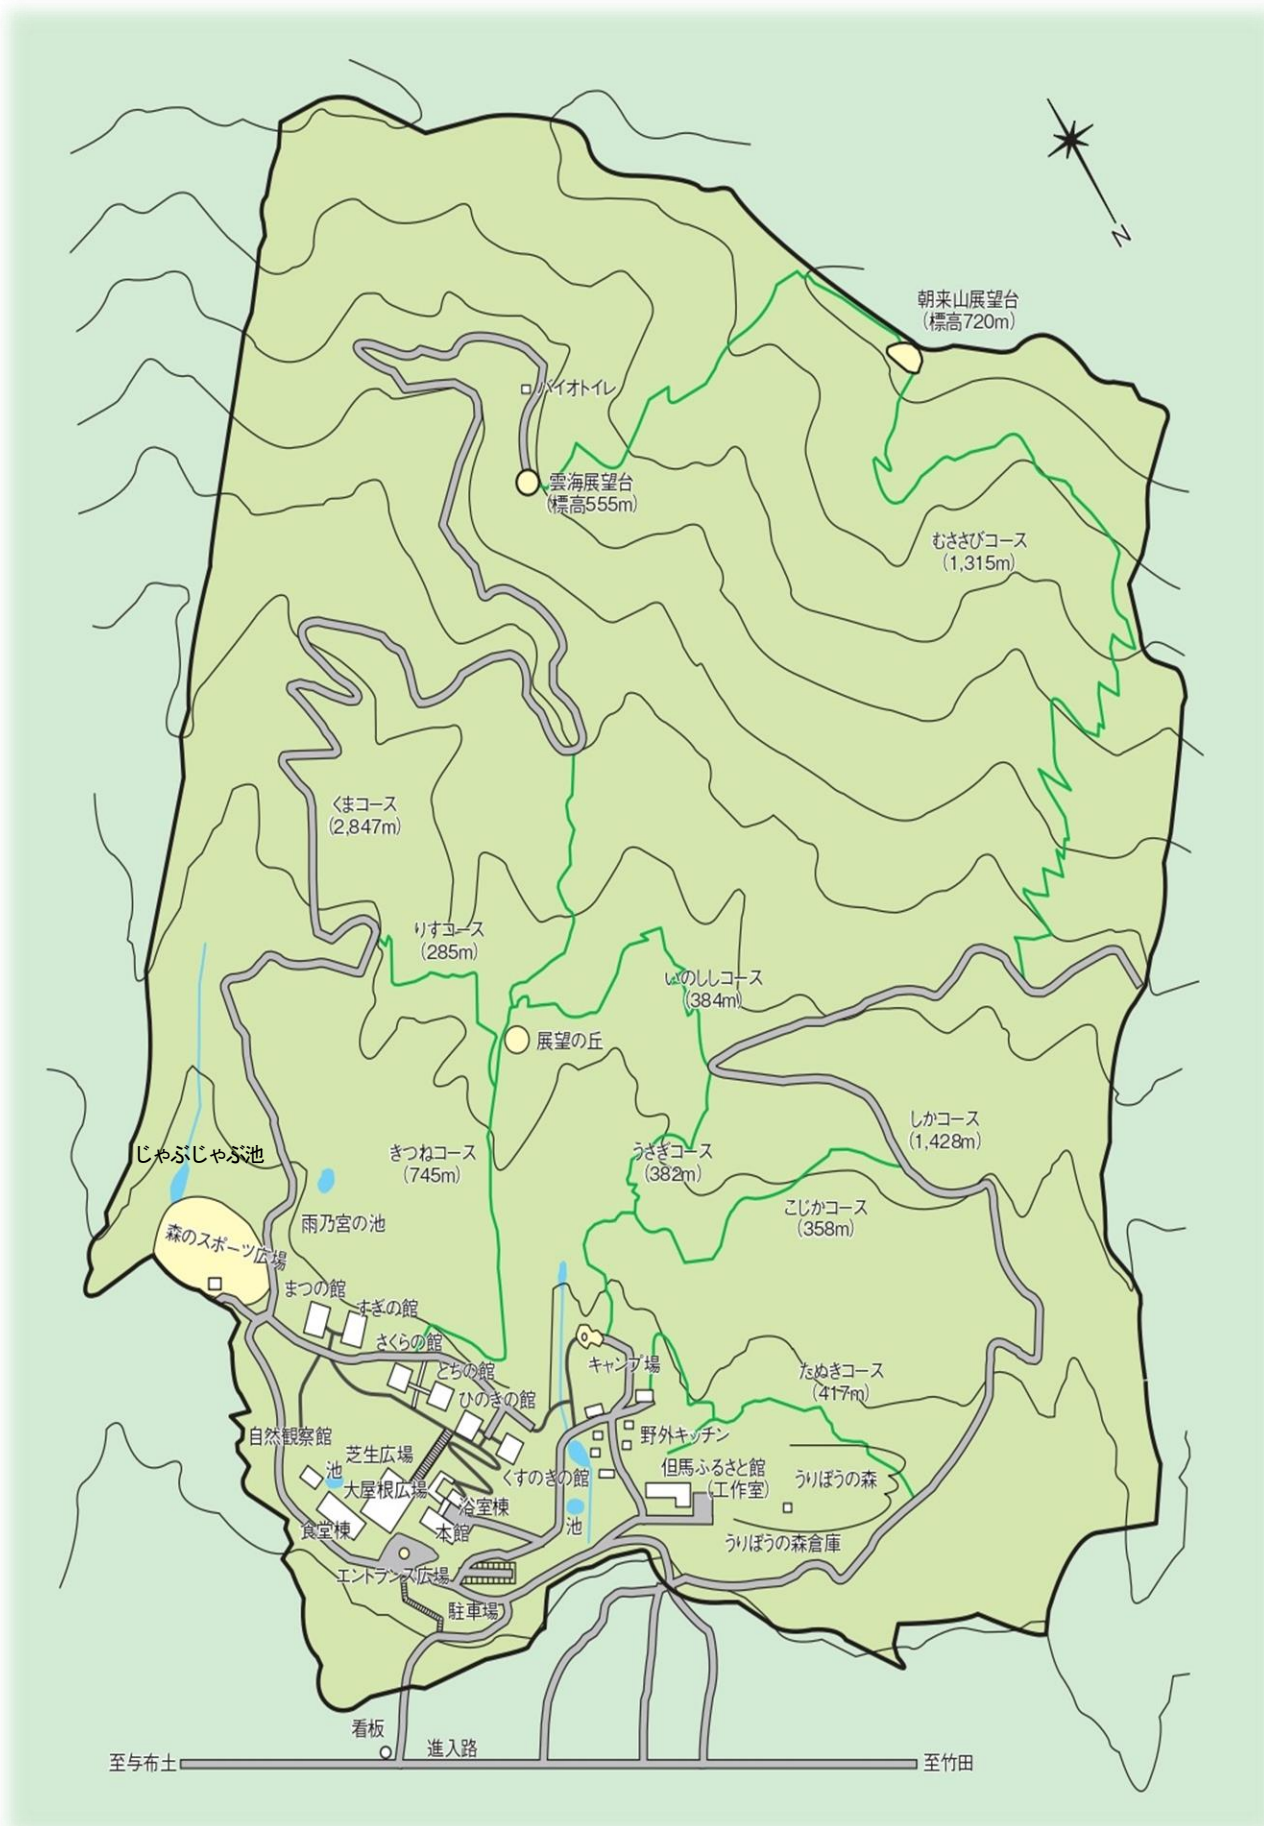 N
朝来山展望台
(標高720m)
バイオトイレ
雲海展望台
(標高555m)
むささびコース
(1,315m)
くまコース
(2,847m)
りすコース
(285m)
いのししコース
(384m)
展望の丘
しかコース
(1,428m)
じゃぶじゃぶ池
きつねコース
(745m)
うさぎコース
(382m)
こじかコース
(358m)
雨乃宮の池
森のスポーツ広場
まつの館
すぎの館
さくらの館
とちの館
ひのきの館
キャンプ場
たぬきコース
(417m)
自然観察館
芝生広場
野外キッチン
池
大屋根広場
くすのきの館
但馬ふるさと館
(工作室)
うりぼうの森
浴室棟
食堂棟
本館
池
うりぼうの森倉庫
エントランス広場
駐車場
看板
進入路
至与布土
至竹田